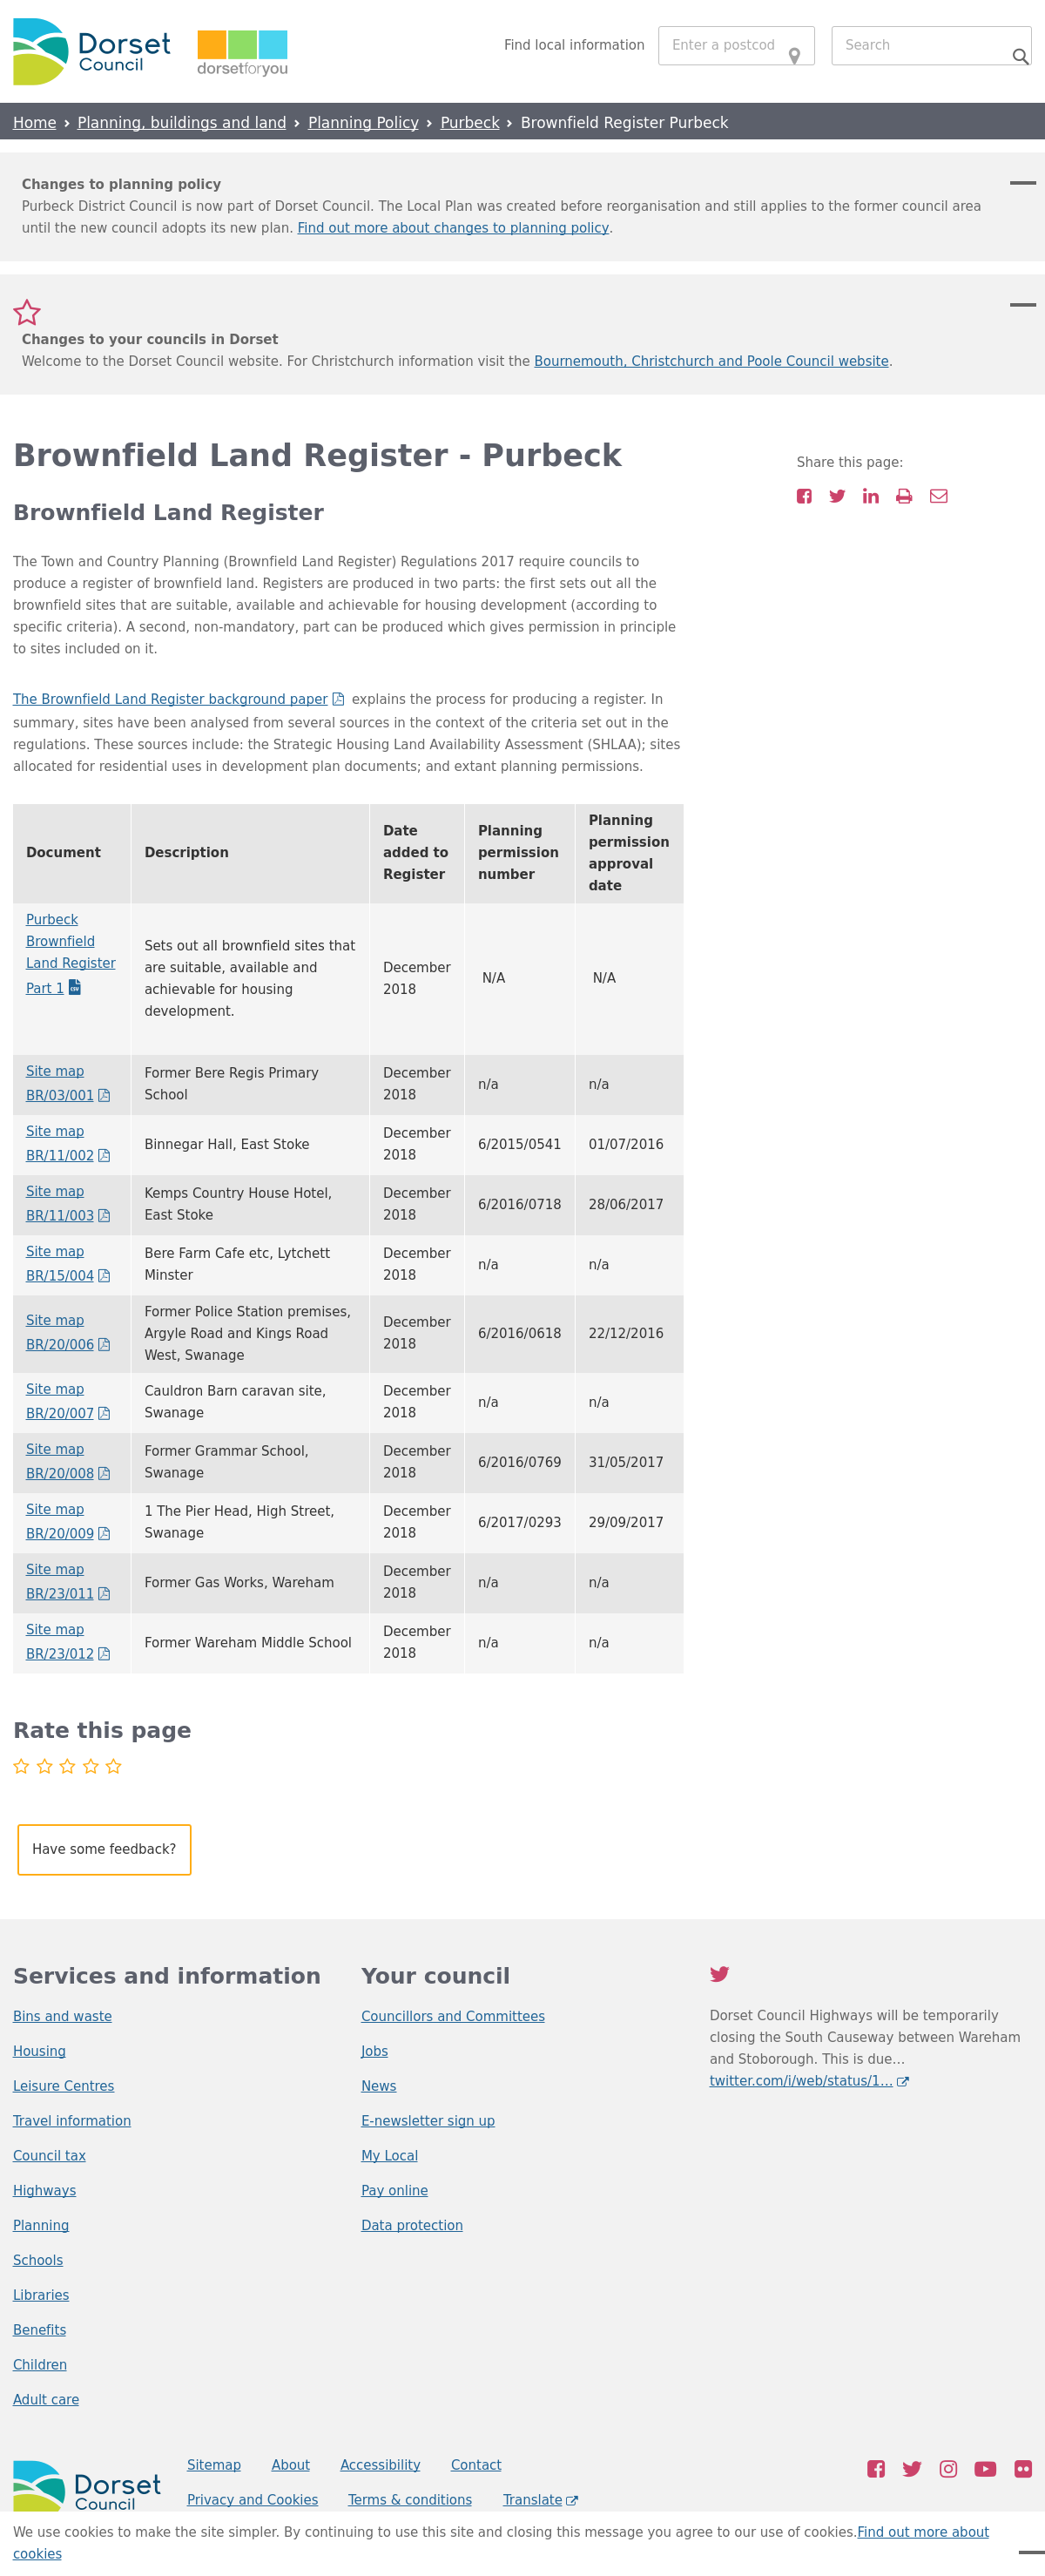 Dorset
Council
dorsetforyou
Find local information
Enter a postcod
Search
Home › Planning, buildings and land › Planning Policy › Purbeck › Brownfield Register Purbeck
Changes to planning policy
Purbeck District Council is now part of Dorset Council. The Local Plan was created before reorganisation and still applies to the former council area
until the new council adopts its new plan. Find out more about changes to planning policy.
Changes to your councils in Dorset
Welcome to the Dorset Council website. For Christchurch information visit the Bournemouth, Christchurch and Poole Council website.
Brownfield Land Register - Purbeck
Share this page:
Brownfield Land Register
The Town and Country Planning (Brownfield Land Register) Regulations 2017 require councils to
produce a register of brownfield land. Registers are produced in two parts: the first sets out all the
brownfield sites that are suitable, available and achievable for housing development (according to
specific criteria). A second, non-mandatory, part can be produced which gives permission in principle
to sites included on it.
The Brownfield Land Register background paper explains the process for producing a register. In
summary, sites have been analysed from several sources in the context of the criteria set out in the
regulations. These sources include: the Strategic Housing Land Availability Assessment (SHLAA); sites
allocated for residential uses in development plan documents; and extant planning permissions.
Document
Description
Date
added to
Register
Planning
permission
number
Planning
permission
approval
date
Purbeck
Brownfield
Land Register
Part 1
Sets out all brownfield sites that
are suitable, available and
achievable for housing
development.
December
2018
N/A
N/A
Site map
BR/03/001
Former Bere Regis Primary
School
December
2018
n/a
n/a
Site map
BR/11/002
Binnegar Hall, East Stoke
December
2018
6/2015/0541
01/07/2016
Site map
BR/11/003
Kemps Country House Hotel,
East Stoke
December
2018
6/2016/0718
28/06/2017
Site map
BR/15/004
Bere Farm Cafe etc, Lytchett
Minster
December
2018
n/a
n/a
Site map
BR/20/006
Former Police Station premises,
Argyle Road and Kings Road
West, Swanage
December
2018
6/2016/0618
22/12/2016
Site map
BR/20/007
Cauldron Barn caravan site,
Swanage
December
2018
n/a
n/a
Site map
BR/20/008
Former Grammar School,
Swanage
December
2018
6/2016/0769
31/05/2017
Site map
BR/20/009
1 The Pier Head, High Street,
Swanage
December
2018
6/2017/0293
29/09/2017
Site map
BR/23/011
Former Gas Works, Wareham
December
2018
n/a
n/a
Site map
BR/23/012
Former Wareham Middle School
December
2018
n/a
n/a
Rate this page
Have some feedback?
Services and information
Bins and waste
Housing
Leisure Centres
Travel information
Council tax
Highways
Planning
Schools
Libraries
Benefits
Children
Adult care
Your council
Councillors and Committees
Jobs
News
E-newsletter sign up
My Local
Pay online
Data protection
Dorset Council Highways will be temporarily
closing the South Causeway between Wareham
and Stoborough. This is due…
twitter.com/i/web/status/1…
Dorset
Council
Sitemap
About
Accessibility
Contact
Privacy and Cookies
Terms & conditions
Translate
We use cookies to make the site simpler. By continuing to use this site and closing this message you agree to our use of cookies.Find out more about
cookies